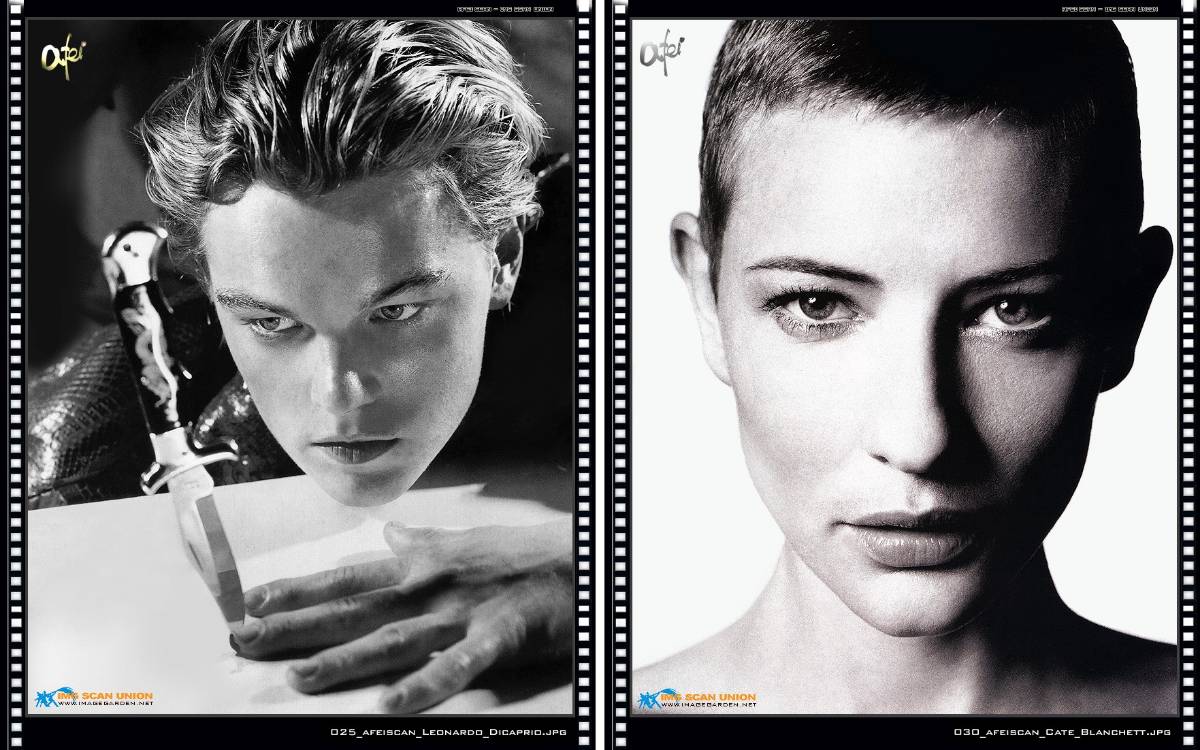 afei
IMG SCAN UNION
WWW.IMAGEGARDEN.NET
025_afeiscan_Leonardo_Dicaprio.jpg
afei
IMG SCAN UNION
WWW.IMAGEGARDEN.NET
030_afeiscan_Cate_Blanchett.jpg